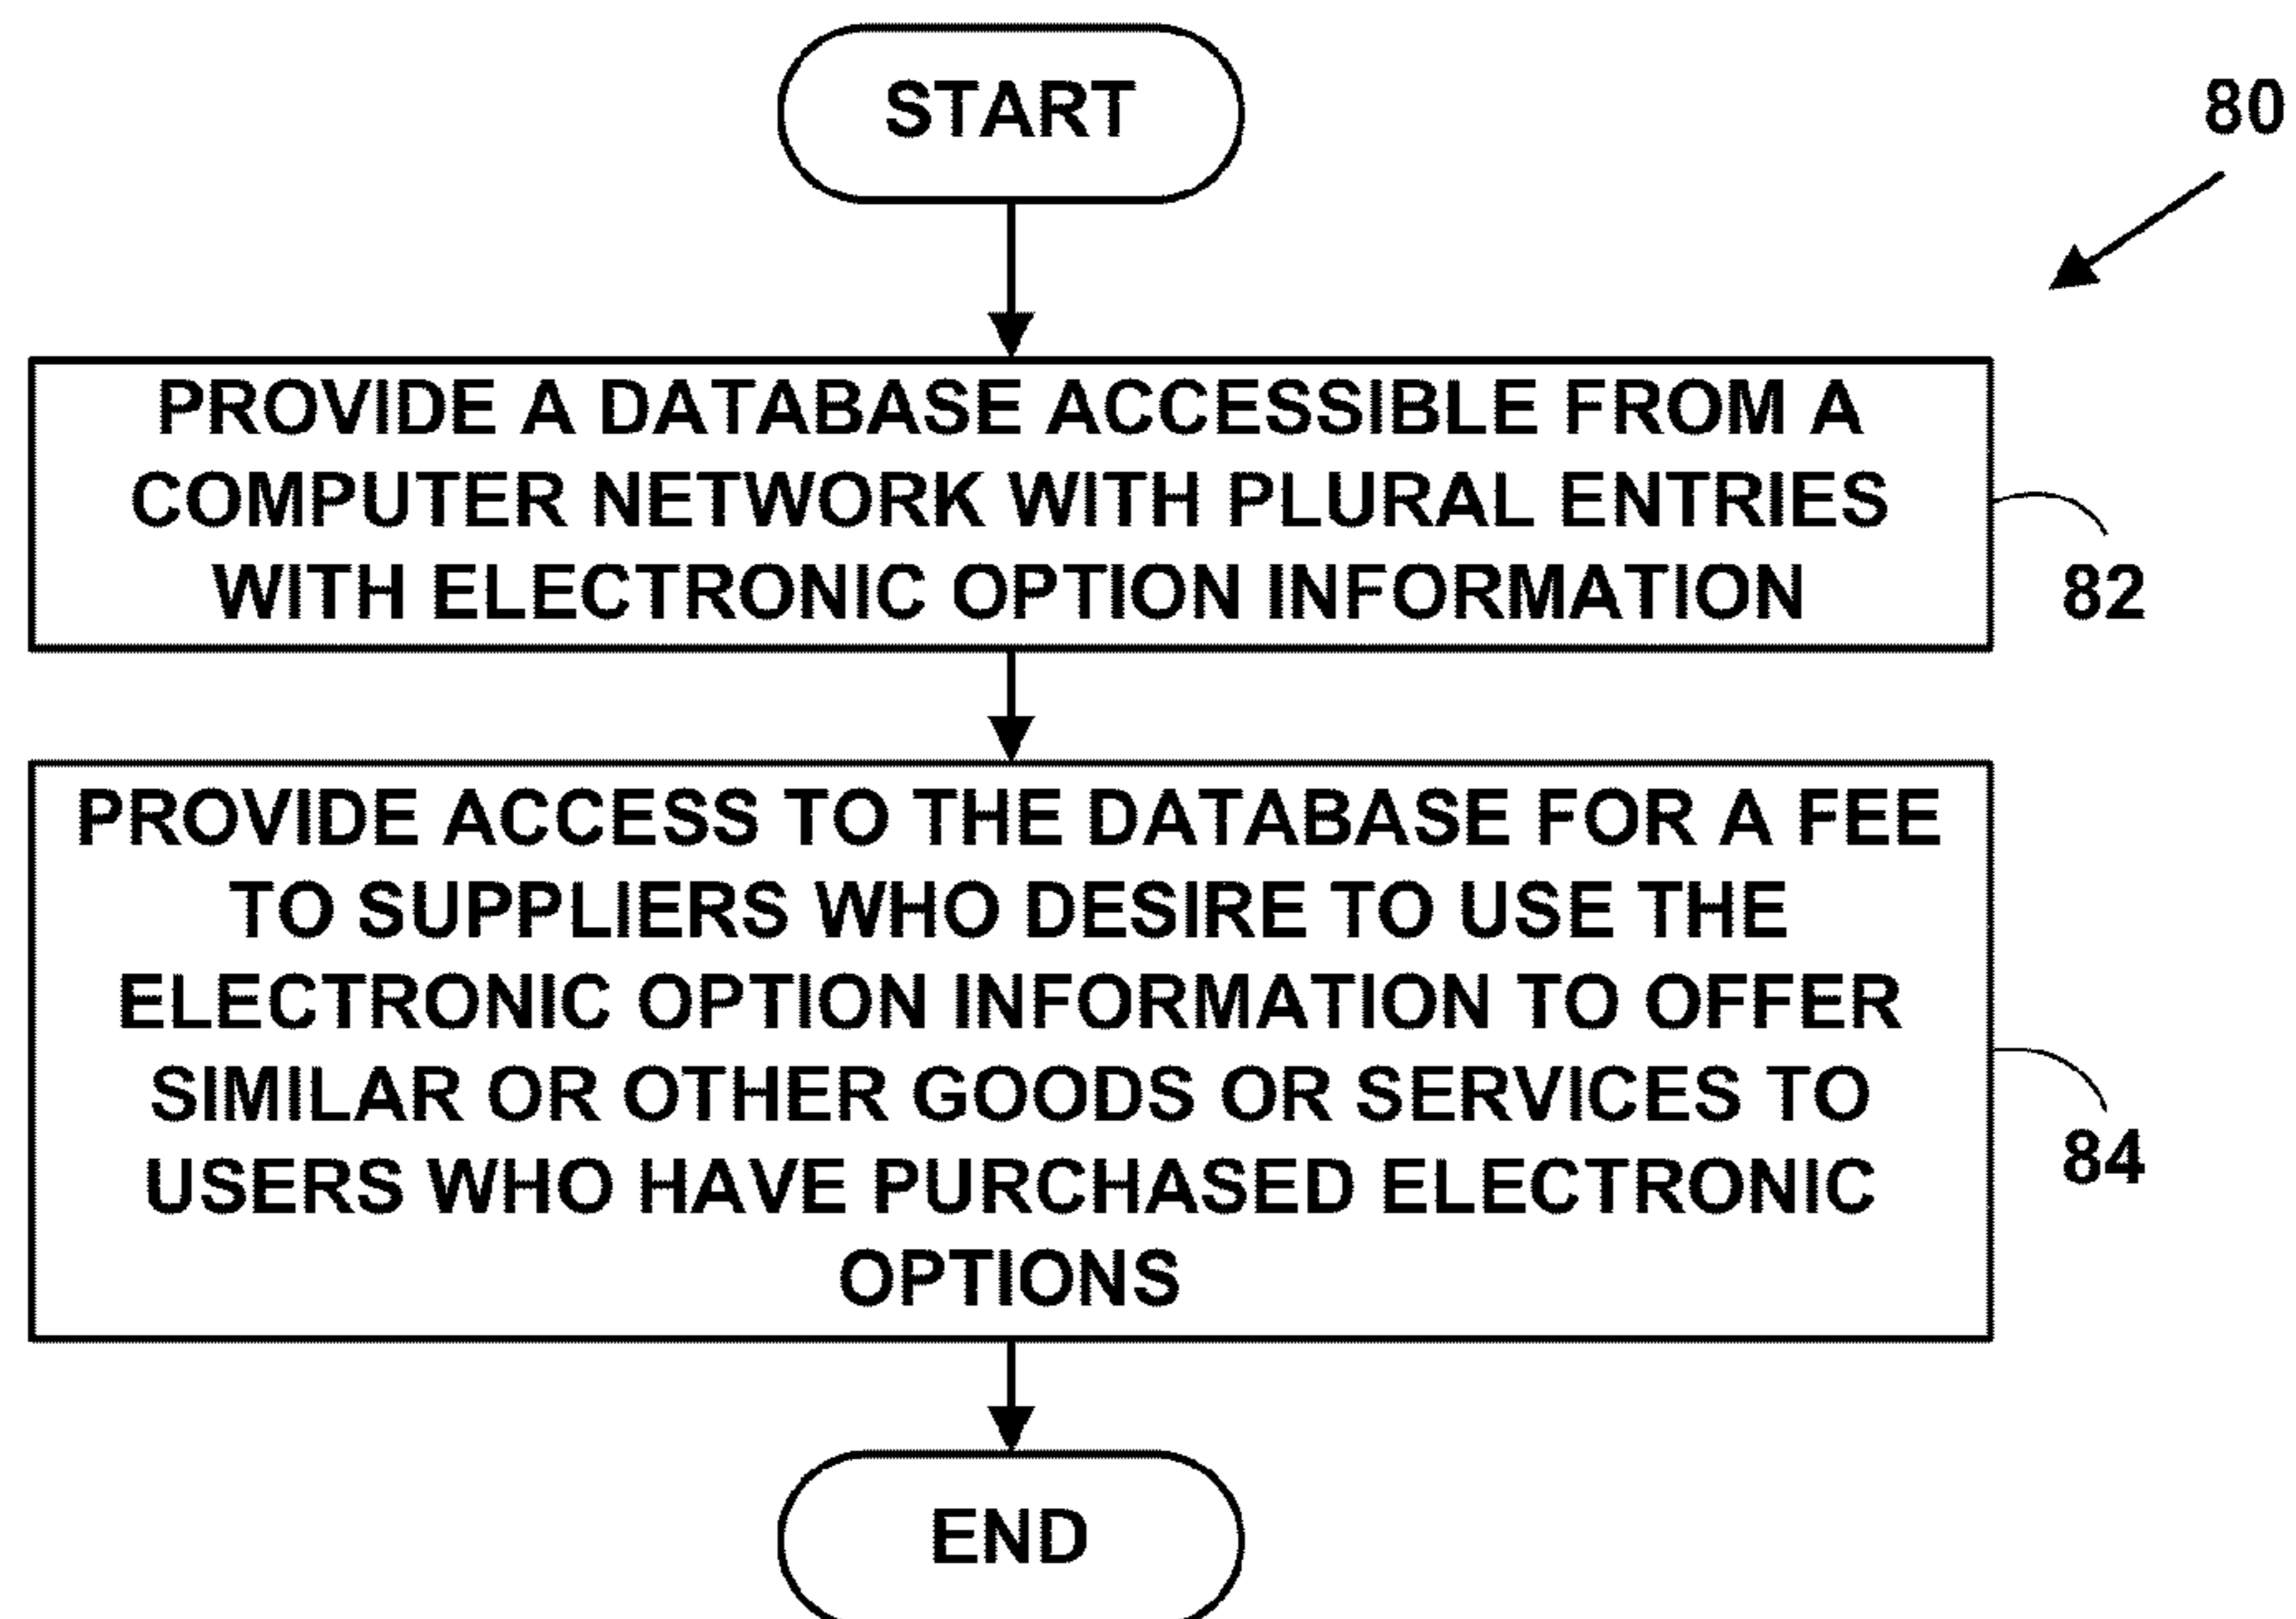 START
80
PROVIDE A DATABASE ACCESSIBLE FROM A
COMPUTER NETWORK WITH PLURAL ENTRIES
WITH ELECTRONIC OPTION INFORMATION
82
PROVIDE ACCESS TO THE DATABASE FOR A FEE
TO SUPPLIERS WHO DESIRE TO USE THE
ELECTRONIC OPTION INFORMATION TO OFFER
SIMILAR OR OTHER GOODS OR SERVICES TO
USERS WHO HAVE PURCHASED ELECTRONIC
OPTIONS
84
END